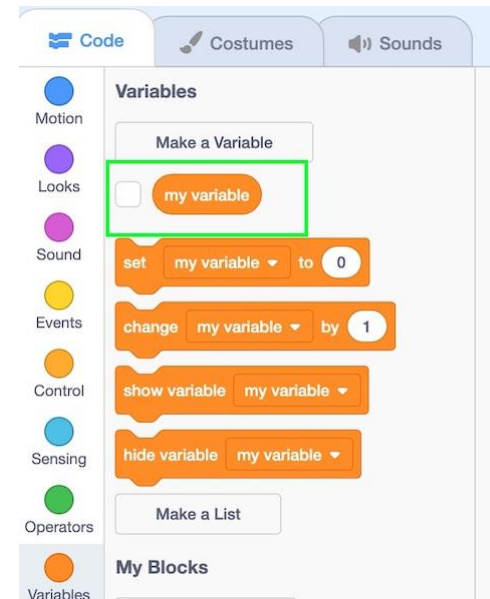 Code Costumes Sounds
Motion
Looks
Sound
Events
Control
Sensing
Operators
Variables
Variables
Make a Variable
my variable
set my variable to 0
change my variable by 1
show variable my variable
hide variable my variable
Make a List
My Blocks